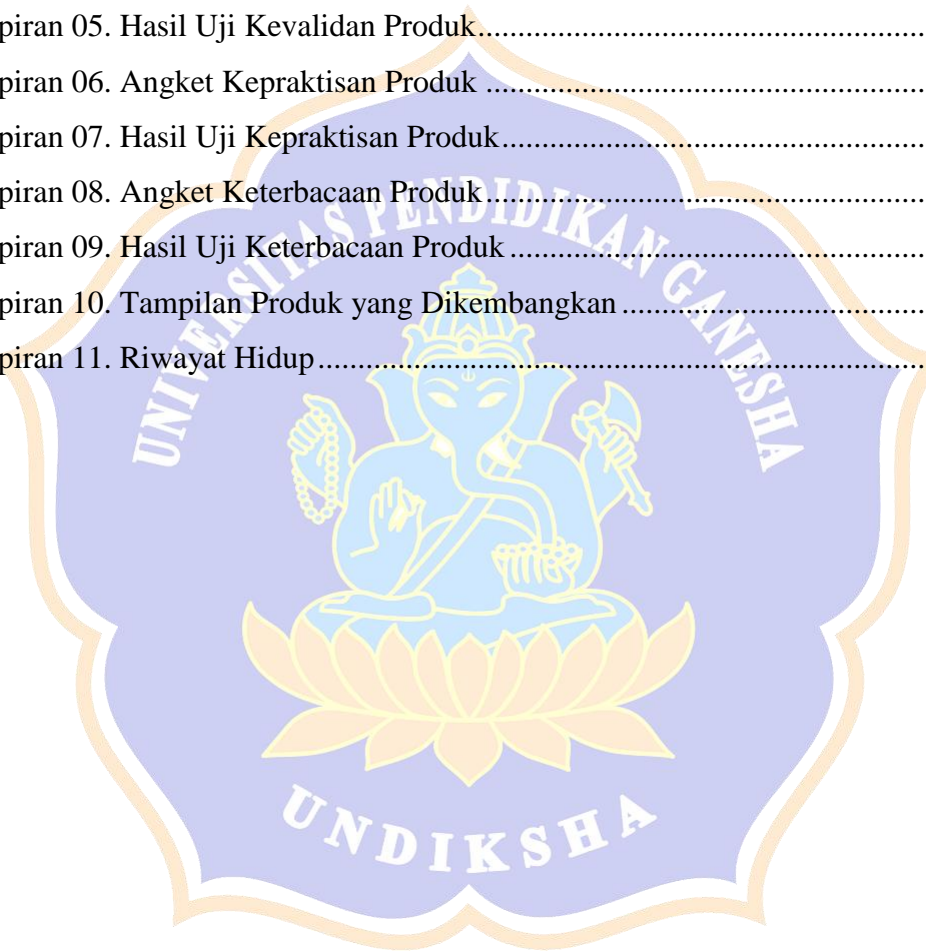 piran 05. Hasil Uji Kevalidan Produk........................................................
piran 06. Angket Kepraktisan Produk ........................................................
piran 07. Hasil Uji Kepraktisan Produk......................................................
piran 08. Angket Keterbacaan Produk........................................................
piran 09. Hasil Uji Keterbacaan Produk .....................................................
piran 10. Tampilan Produk yang Dikembangkan .......................................
piran 11. Riwayat Hidup.............................................................................
UNIVERSITAS PENDIDIKAN GANESHA
UNDIKSHA